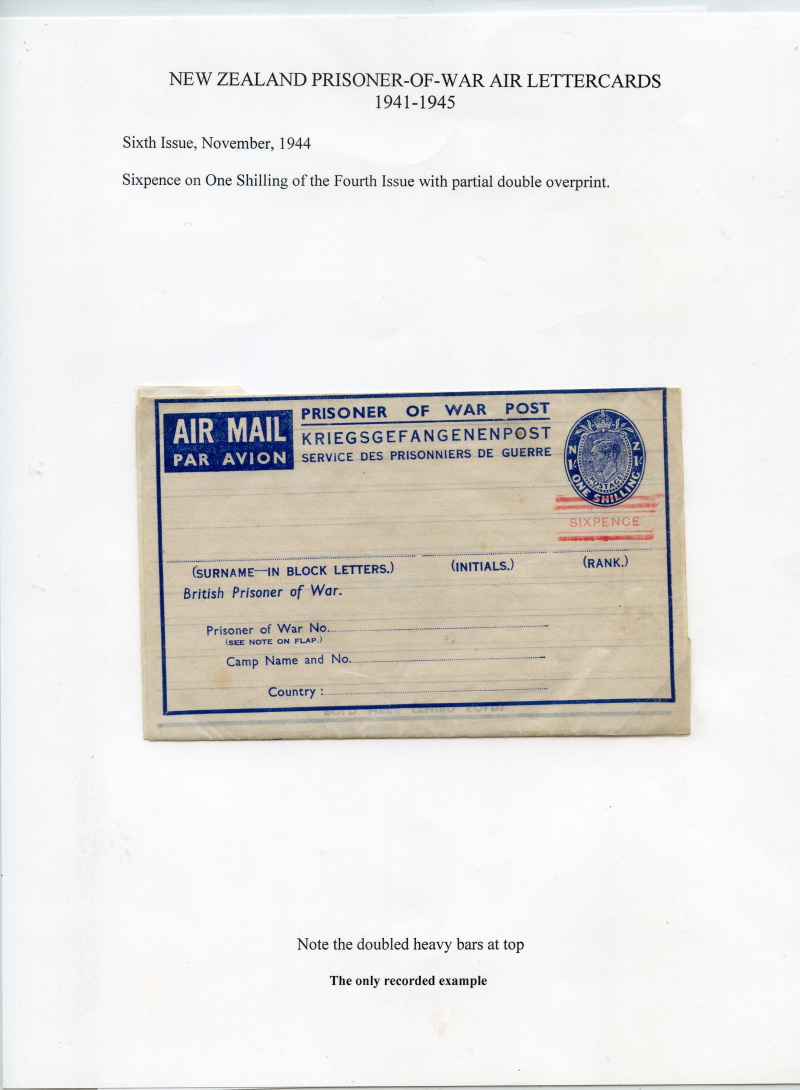 NEW ZEALAND PRISONER-OF-WAR AIR LETTERCARDS
1941-1945
Sixth Issue, November, 1944
Sixpence on One Shilling of the Fourth Issue with partial double overprint.
AIR MAIL
PAR AVION
PRISONER OF WAR POST
KRIEGSGEFANGENENPOST
SERVICE DES PRISONNIERS DE GUERRE
N Z
1/- 1/-
POSTAGE
ONE SHILLING
SIXPENCE
(SURNAME—IN BLOCK LETTERS.) (INITIALS.) (RANK.)
British Prisoner of War.
Prisoner of War No.
(SEE NOTE ON FLAP.)
Camp Name and No.
Country :
Note the doubled heavy bars at top
The only recorded example